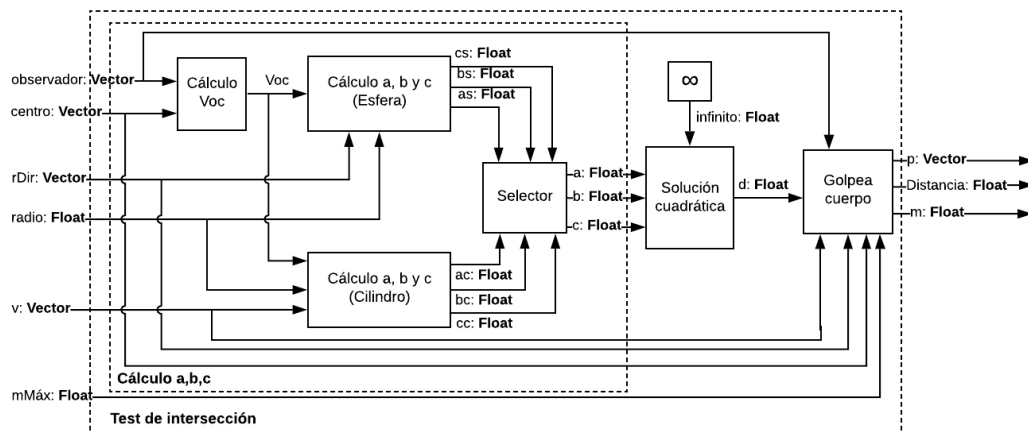 observador: Vector
centro: Vector
rDir: Vector
radio: Float
v: Vector
mMáx: Float
Cálculo
Voc
Voc
Cálculo a, b y c
(Esfera)
cs: Float
bs: Float
as: Float
Cálculo a, b y c
(Cilindro)
ac: Float
bc: Float
cc: Float
Selector
a: Float
b: Float
c: Float
∞
infinito: Float
Solución
cuadrática
d: Float
Golpea
cuerpo
p: Vector
Distancia: Float
m: Float
Cálculo a,b,c
Test de intersección